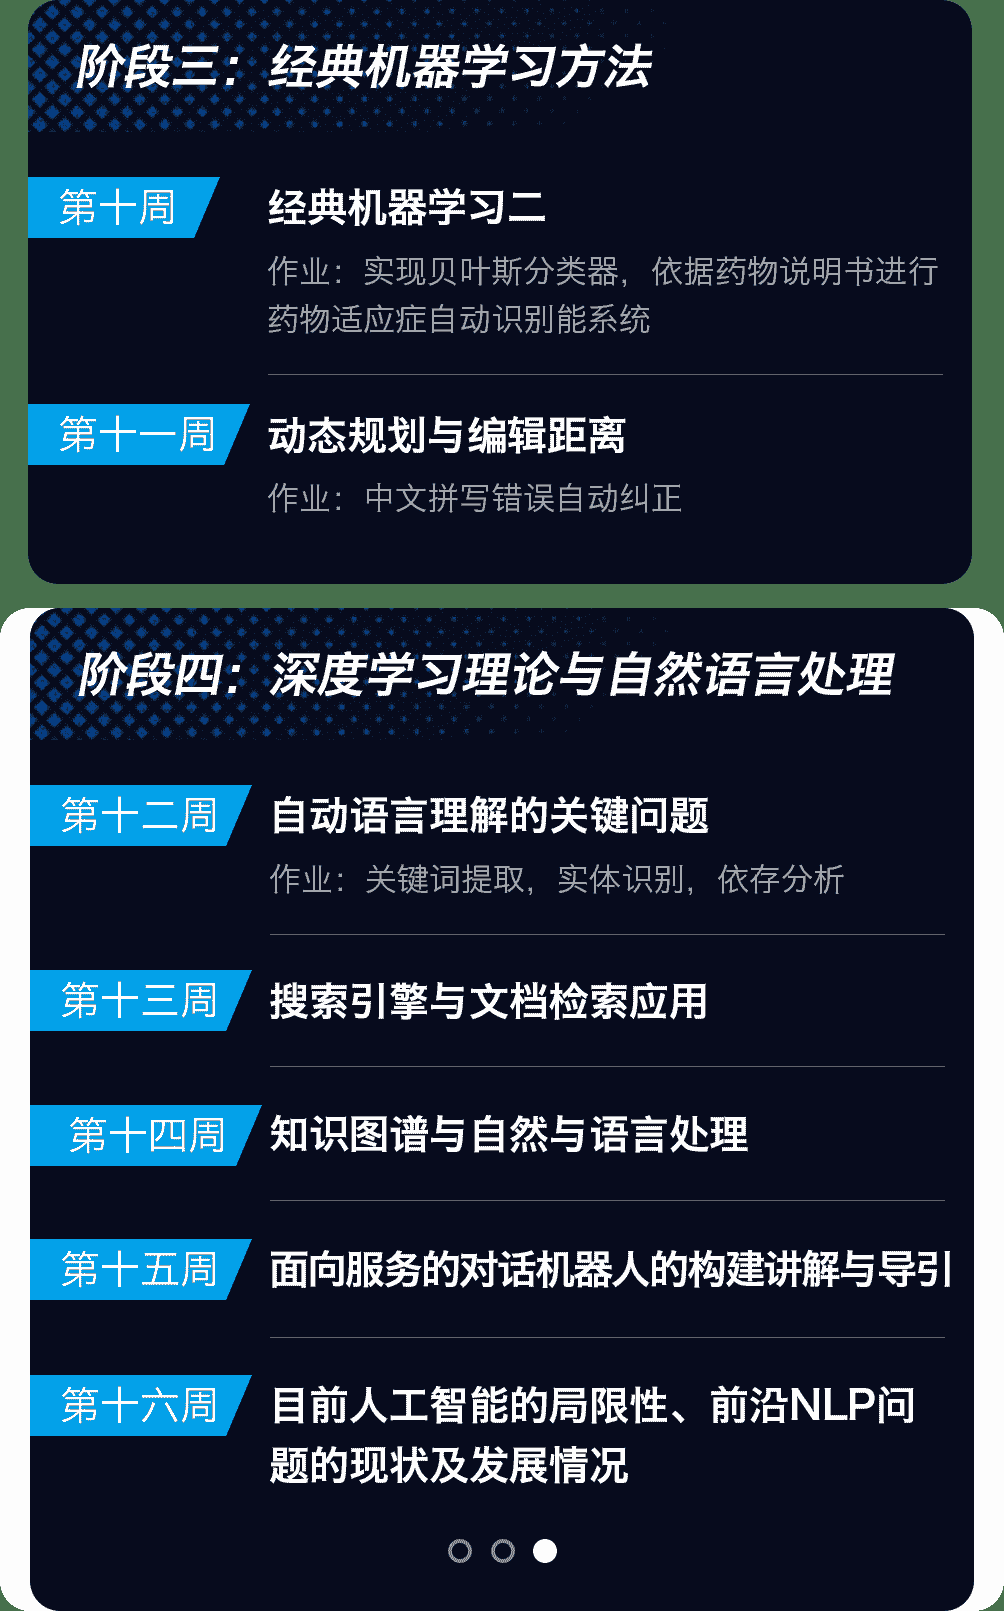 阶段三：经典机器学习方法
第十周
经典机器学习二
作业：实现贝叶斯分类器，依据药物说明书进行
药物适应症自动识别能系统
第十一周
动态规划与编辑距离
作业：中文拼写错误自动纠正
阶段四：深度学习理论与自然语言处理
第十二周
自动语言理解的关键问题
作业：关键词提取，实体识别，依存分析
第十三周
搜索引擎与文档检索应用
第十四周
知识图谱与自然与语言处理
第十五周
面向服务的对话机器人的构建讲解与导引
第十六周
目前人工智能的局限性、前沿NLP问
题的现状及发展情况